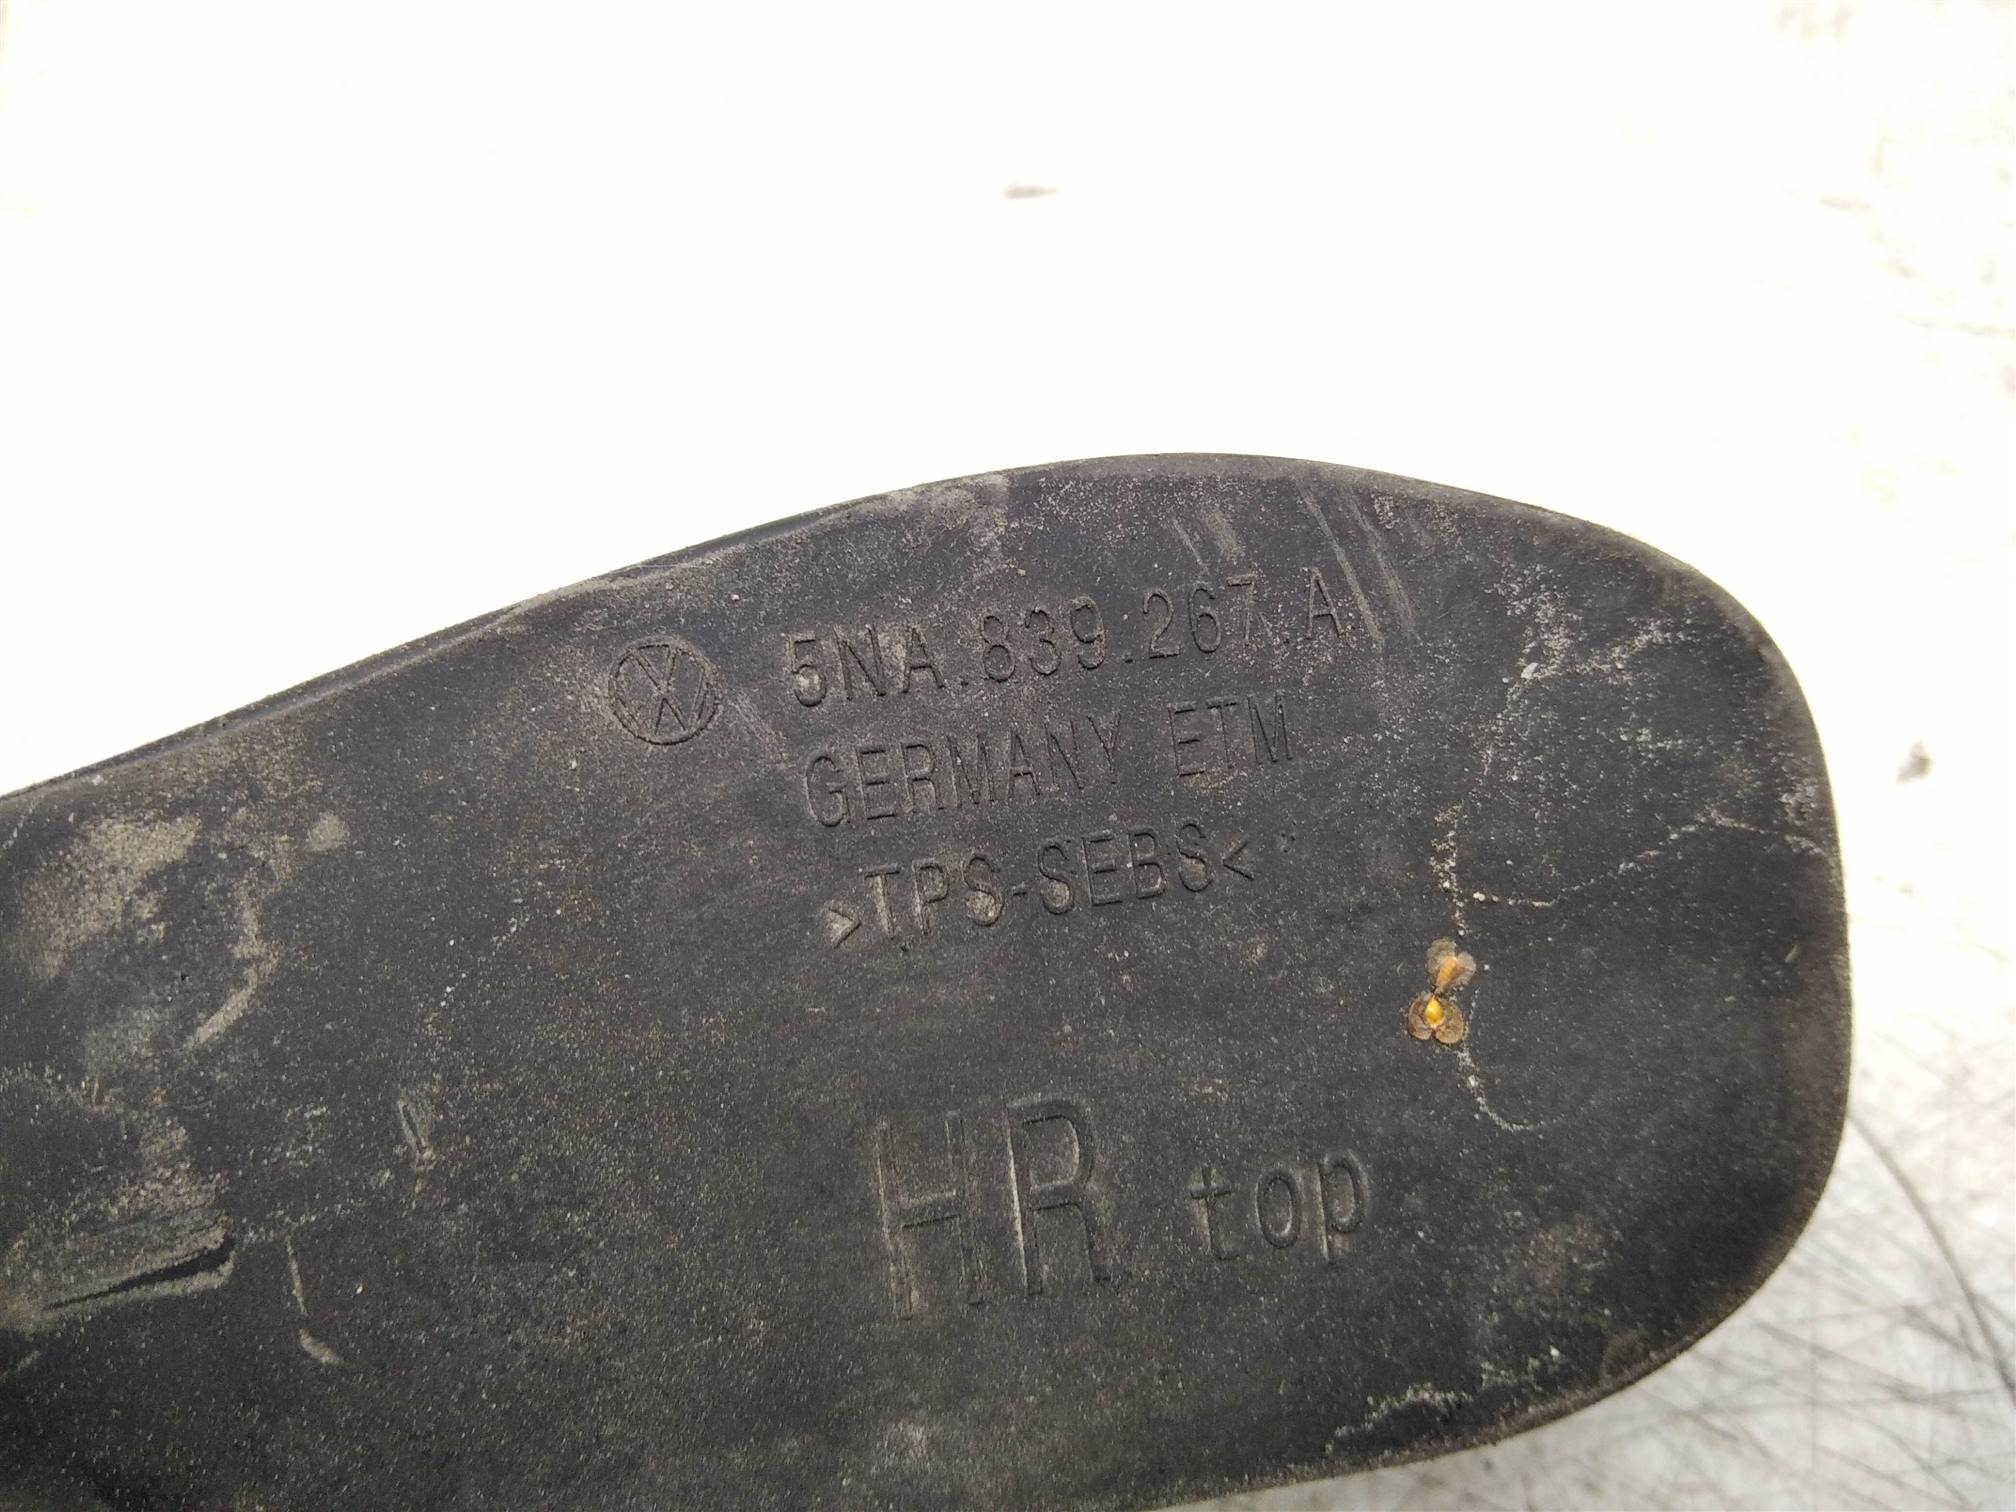 5NA.839.267.A
GERMANY ETM
>TPS-SEBS<
HR top